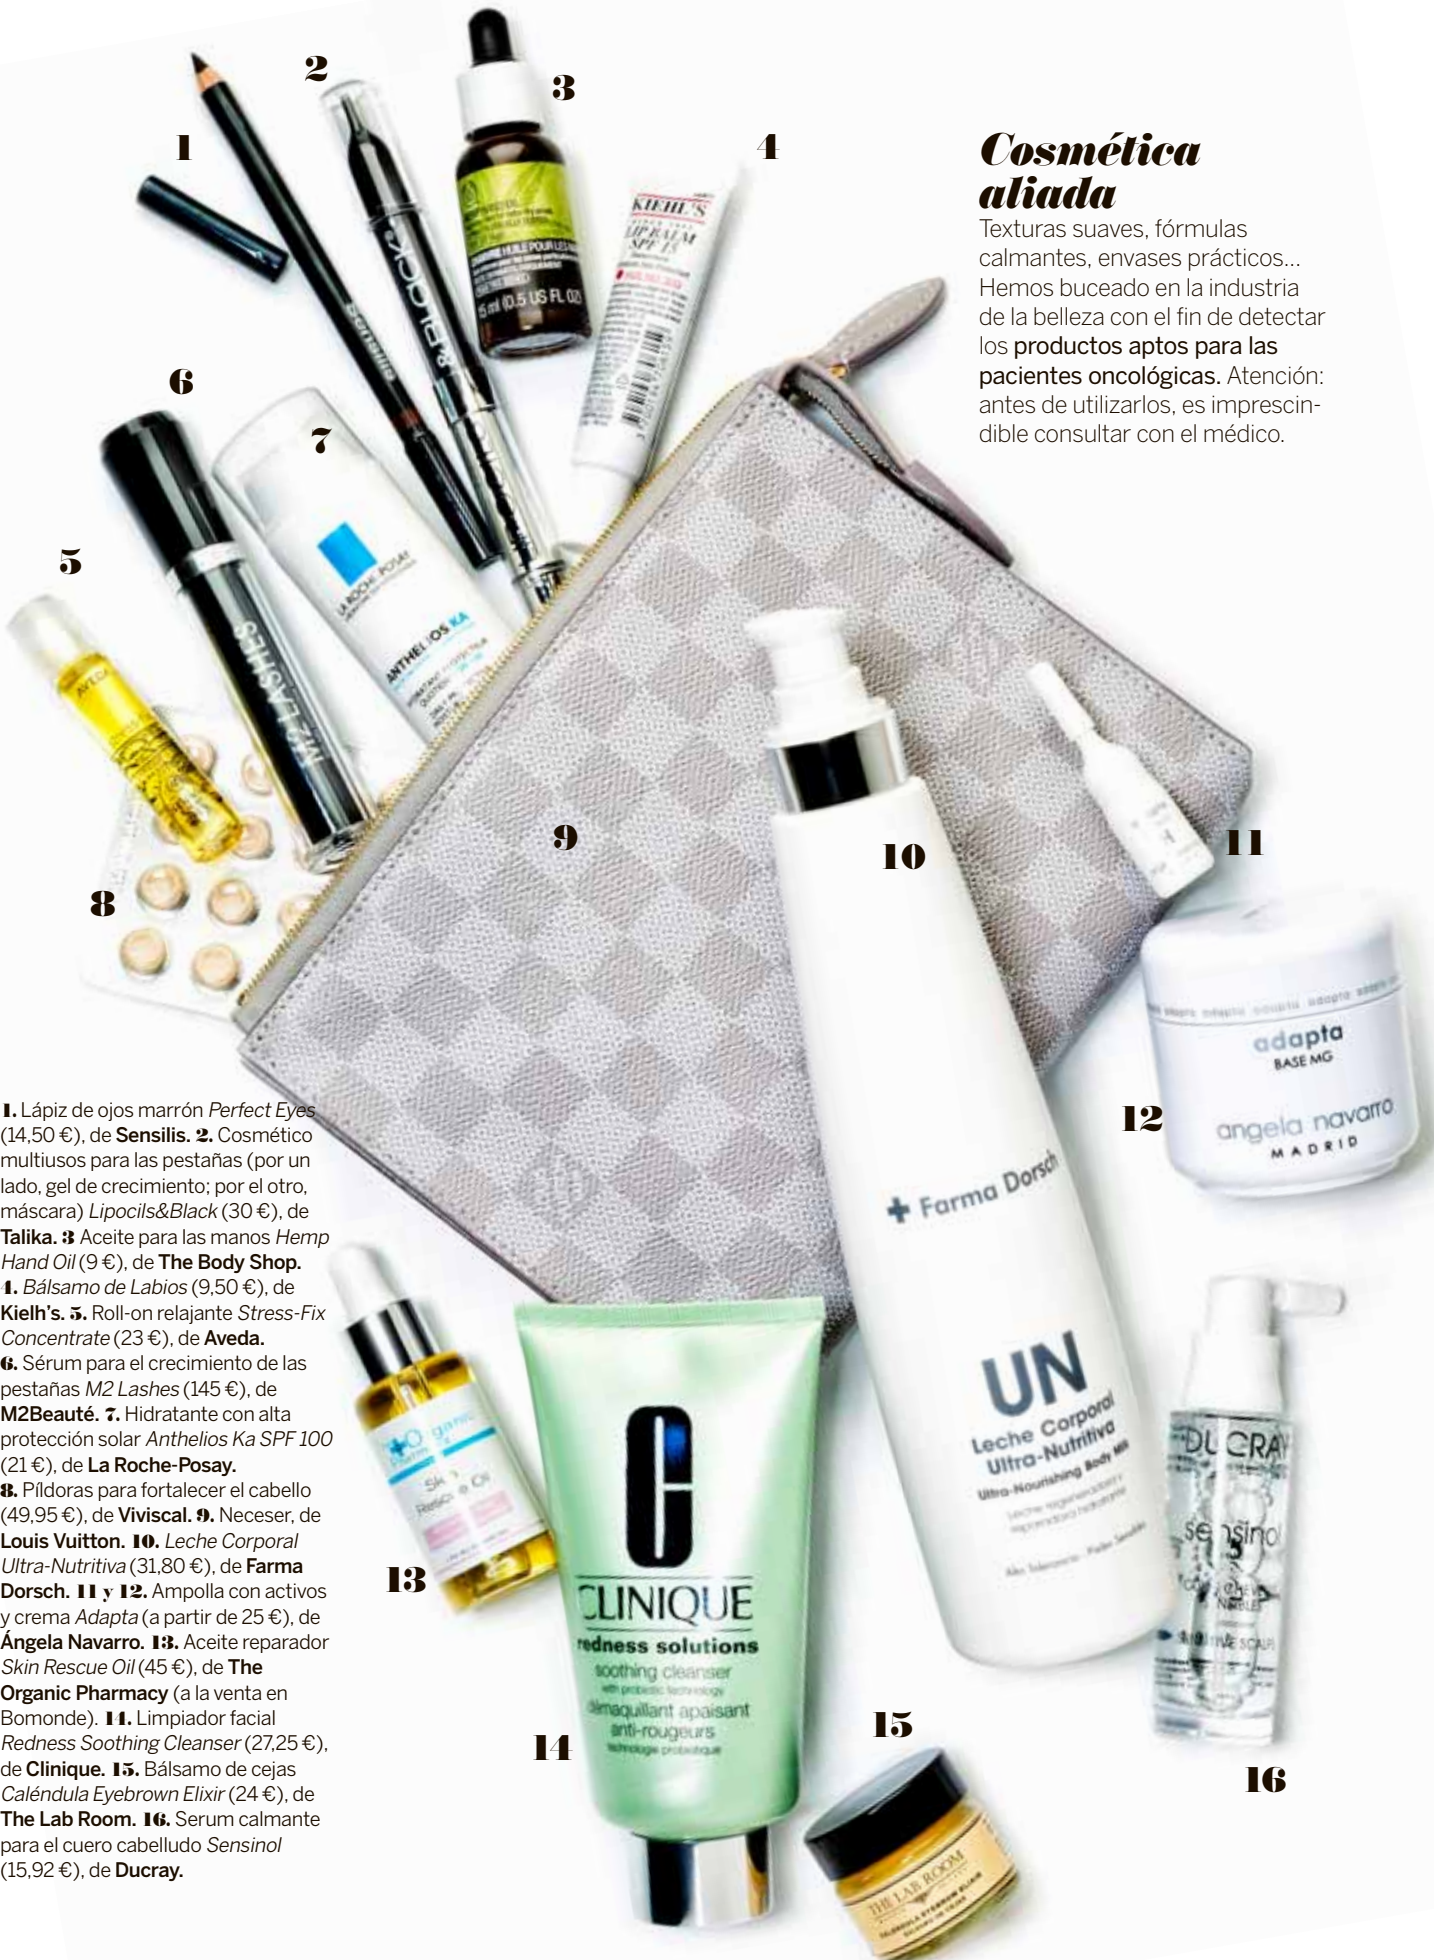 1
2
3
4
5
6
7
8
9
10
11
12
13
14
15
16
Cosmética
aliada
Texturas suaves, fórmulas
calmantes, envases prácticos...
Hemos buceado en la industria
de la belleza con el fin de detectar
los productos aptos para las
pacientes oncológicas. Atención:
antes de utilizarlos, es imprescin-
dible consultar con el médico.
sensilis
&BLACK
15 ml (0.5 US FL OZ)
KIEHL'S
LIP BALM
SPF 15
AVEDA
M2 LASHES
LA ROCHE-POSAY
ANTHELIOS KA
adapta
BASE MG
angela navarro
MADRID
+ Farma Dorsch
UN
Leche Corporal
Ultra-Nutritiva
Ultra-Nourishing Body Milk
CLINIQUE
redness solutions
soothing cleanser
with probiotic technology
démaquillant apaisant
anti-rougeurs
technologie probiotique
DUCRAY
sensinol
THE LAB ROOM
CALENDULA EYEBROW ELIXIR
BALSAMO DE CEJAS
1. Lápiz de ojos marrón Perfect Eyes
(14,50 €), de Sensilis. 2. Cosmético
multiusos para las pestañas (por un
lado, gel de crecimiento; por el otro,
máscara) Lipocils&Black (30 €), de
Talika. 3 Aceite para las manos Hemp
Hand Oil (9 €), de The Body Shop.
4. Bálsamo de Labios (9,50 €), de
Kielh's. 5. Roll-on relajante Stress-Fix
Concentrate (23 €), de Aveda.
6. Sérum para el crecimiento de las
pestañas M2 Lashes (145 €), de
M2Beauté. 7. Hidratante con alta
protección solar Anthelios Ka SPF 100
(21 €), de La Roche-Posay.
8. Píldoras para fortalecer el cabello
(49,95 €), de Viviscal. 9. Neceser, de
Louis Vuitton. 10. Leche Corporal
Ultra-Nutritiva (31,80 €), de Farma
Dorsch. 11 y 12. Ampolla con activos
y crema Adapta (a partir de 25 €), de
Ángela Navarro. 13. Aceite reparador
Skin Rescue Oil (45 €), de The
Organic Pharmacy (a la venta en
Bomonde). 14. Limpiador facial
Redness Soothing Cleanser (27,25 €),
de Clinique. 15. Bálsamo de cejas
Caléndula Eyebrown Elixir (24 €), de
The Lab Room. 16. Serum calmante
para el cuero cabelludo Sensinol
(15,92 €), de Ducray.